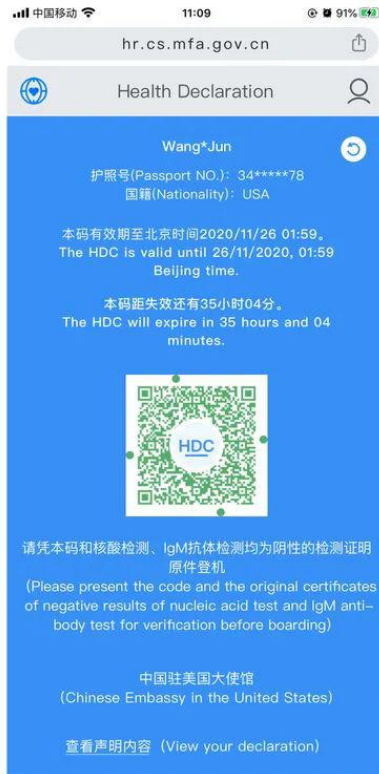 中国移动
11:09
91%
hr.cs.mfa.gov.cn
Health Declaration
Wang*Jun
护照号(Passport NO.)：34*****78
国籍(Nationality)：USA
本码有效期至北京时间2020/11/26 01:59。
The HDC is valid until 26/11/2020, 01:59
Beijing time.
本码距失效还有35小时04分。
The HDC will expire in 35 hours and 04
minutes.
HDC
请凭本码和核酸检测、IgM抗体检测均为阴性的检测证明
原件登机
(Please present the code and the original certificates
of negative results of nucleic acid test and IgM anti-
body test for verification before boarding)
中国驻美国大使馆
(Chinese Embassy in the United States)
查看声明内容 (View your declaration)